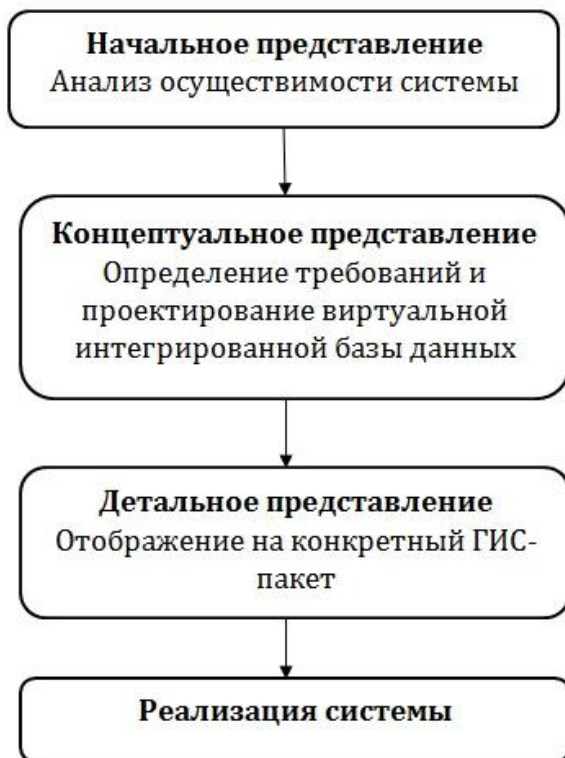 Начальное представление
Анализ осуществимости системы
Концептуальное представление
Определение требований и
проектирование виртуальной
интегрированной базы данных
Детальное представление
Отображение на конкретный ГИС-
пакет
Реализация системы